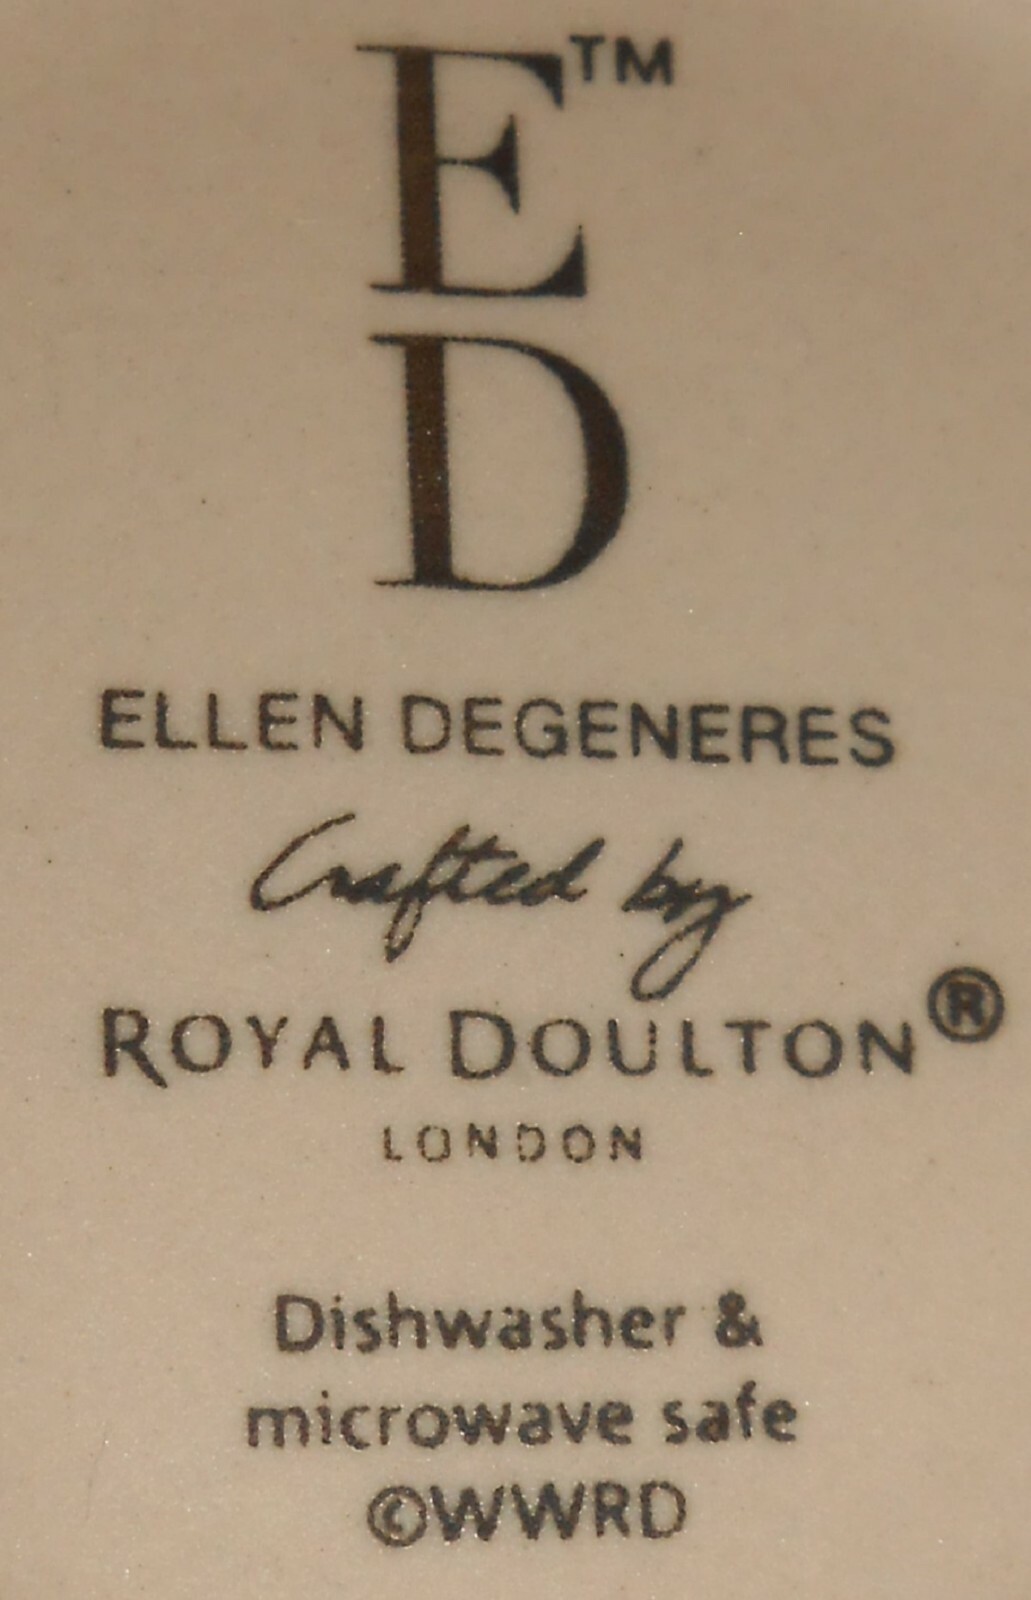 E™
D
ELLEN DEGENERES
Crafted by
ROYAL DOULTON®
LONDON
Dishwasher &
microwave safe
©WWRD